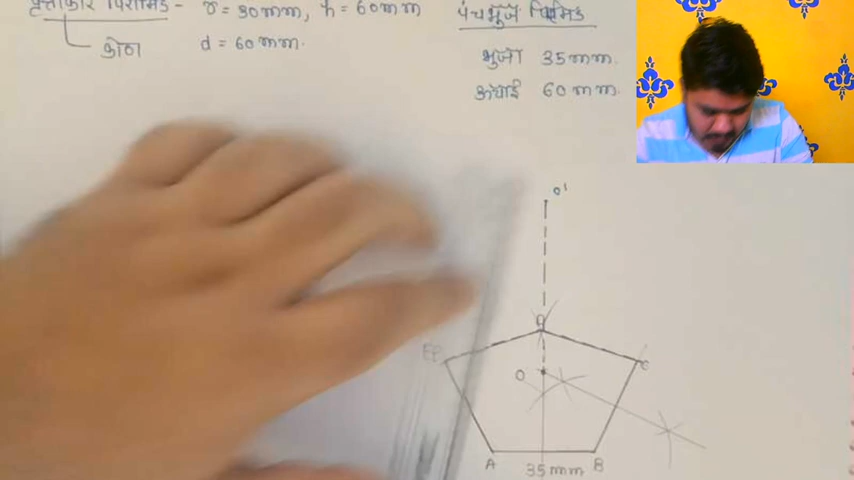 वृत्ताकार पिरामिड - r = 30mm, h = 60mm
कोण d = 60mm.
पंचभुज पिरामिड
भुजा 35mm.
ऊंचाई 60mm.
O'
D
E
C
O
A 35mm B